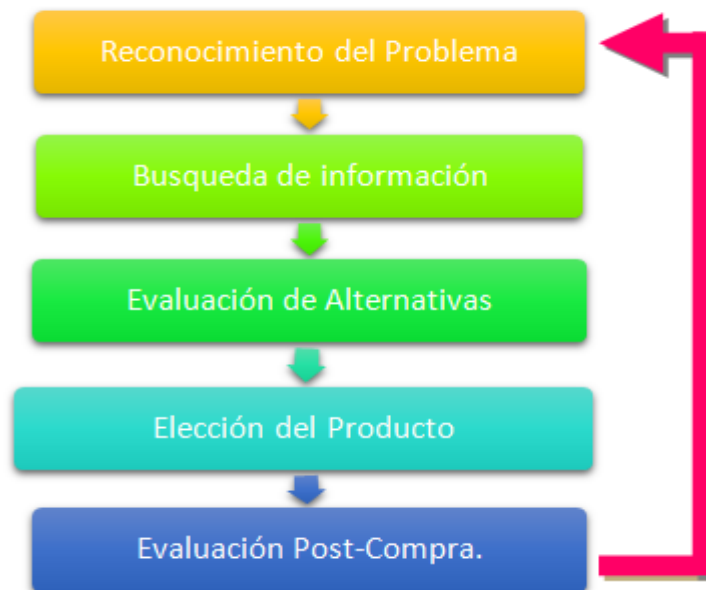 Reconocimiento del Problema
Busqueda de información
Evaluación de Alternativas
Elección del Producto
Evaluación Post-Compra.